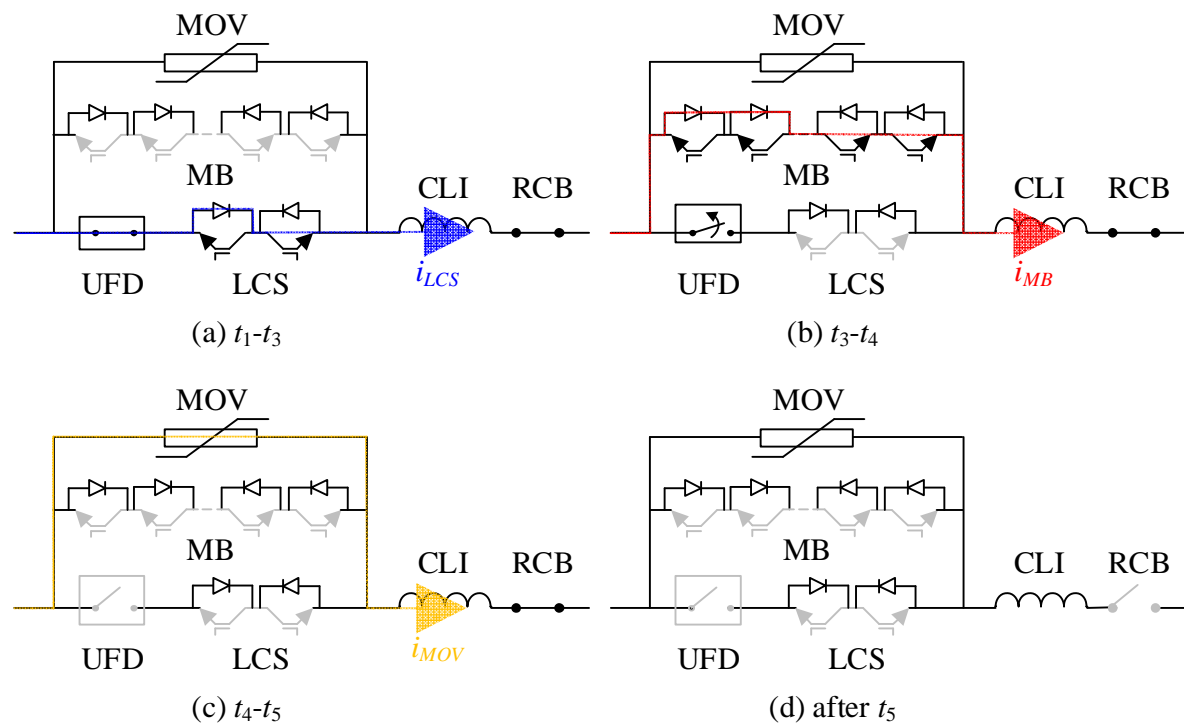 MOV
MB
CLI RCB
UFD LCS
i_LCS
(a) t₁-t₃
MOV
MB
CLI RCB
UFD LCS
i_MB
(b) t₃-t₄
MOV
MB
CLI RCB
UFD LCS
i_MOV
(c) t₄-t₅
MOV
MB
CLI RCB
UFD LCS
(d) after t₅